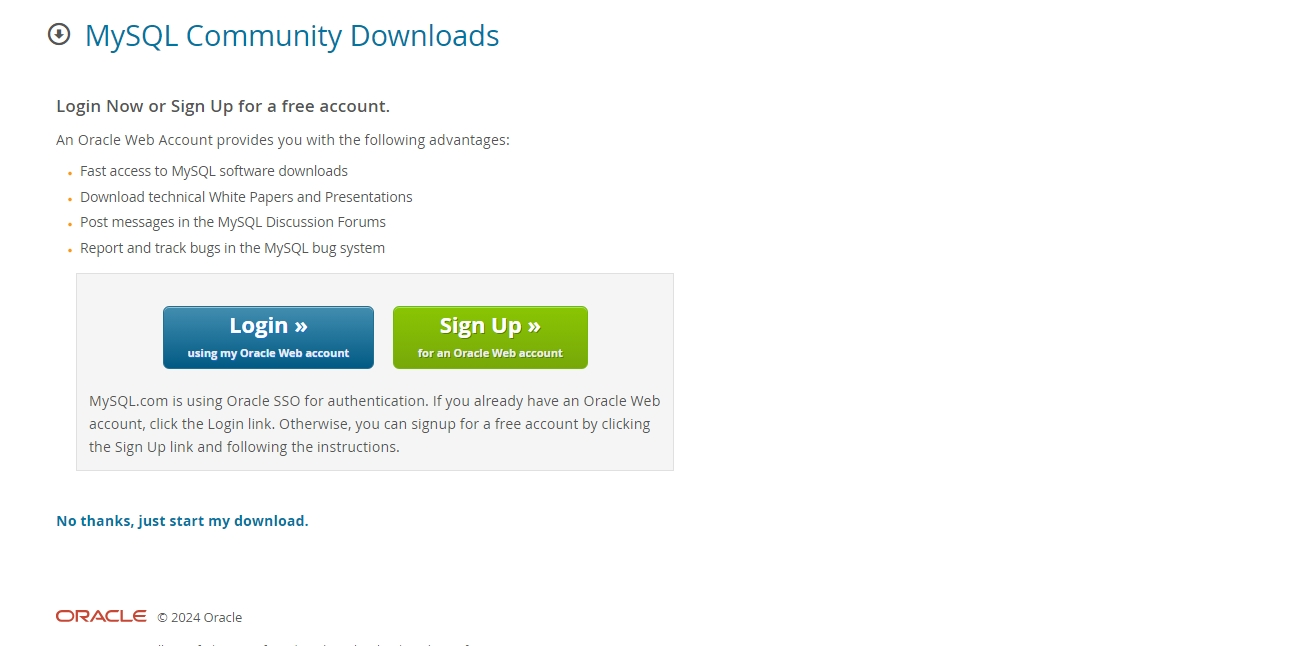 MySQL Community Downloads
Login Now or Sign Up for a free account.
An Oracle Web Account provides you with the following advantages:
Fast access to MySQL software downloads
Download technical White Papers and Presentations
Post messages in the MySQL Discussion Forums
Report and track bugs in the MySQL bug system
Login »
using my Oracle Web account
Sign Up »
for an Oracle Web account
MySQL.com is using Oracle SSO for authentication. If you already have an Oracle Web
account, click the Login link. Otherwise, you can signup for a free account by clicking
the Sign Up link and following the instructions.
No thanks, just start my download.
ORACLE © 2024 Oracle